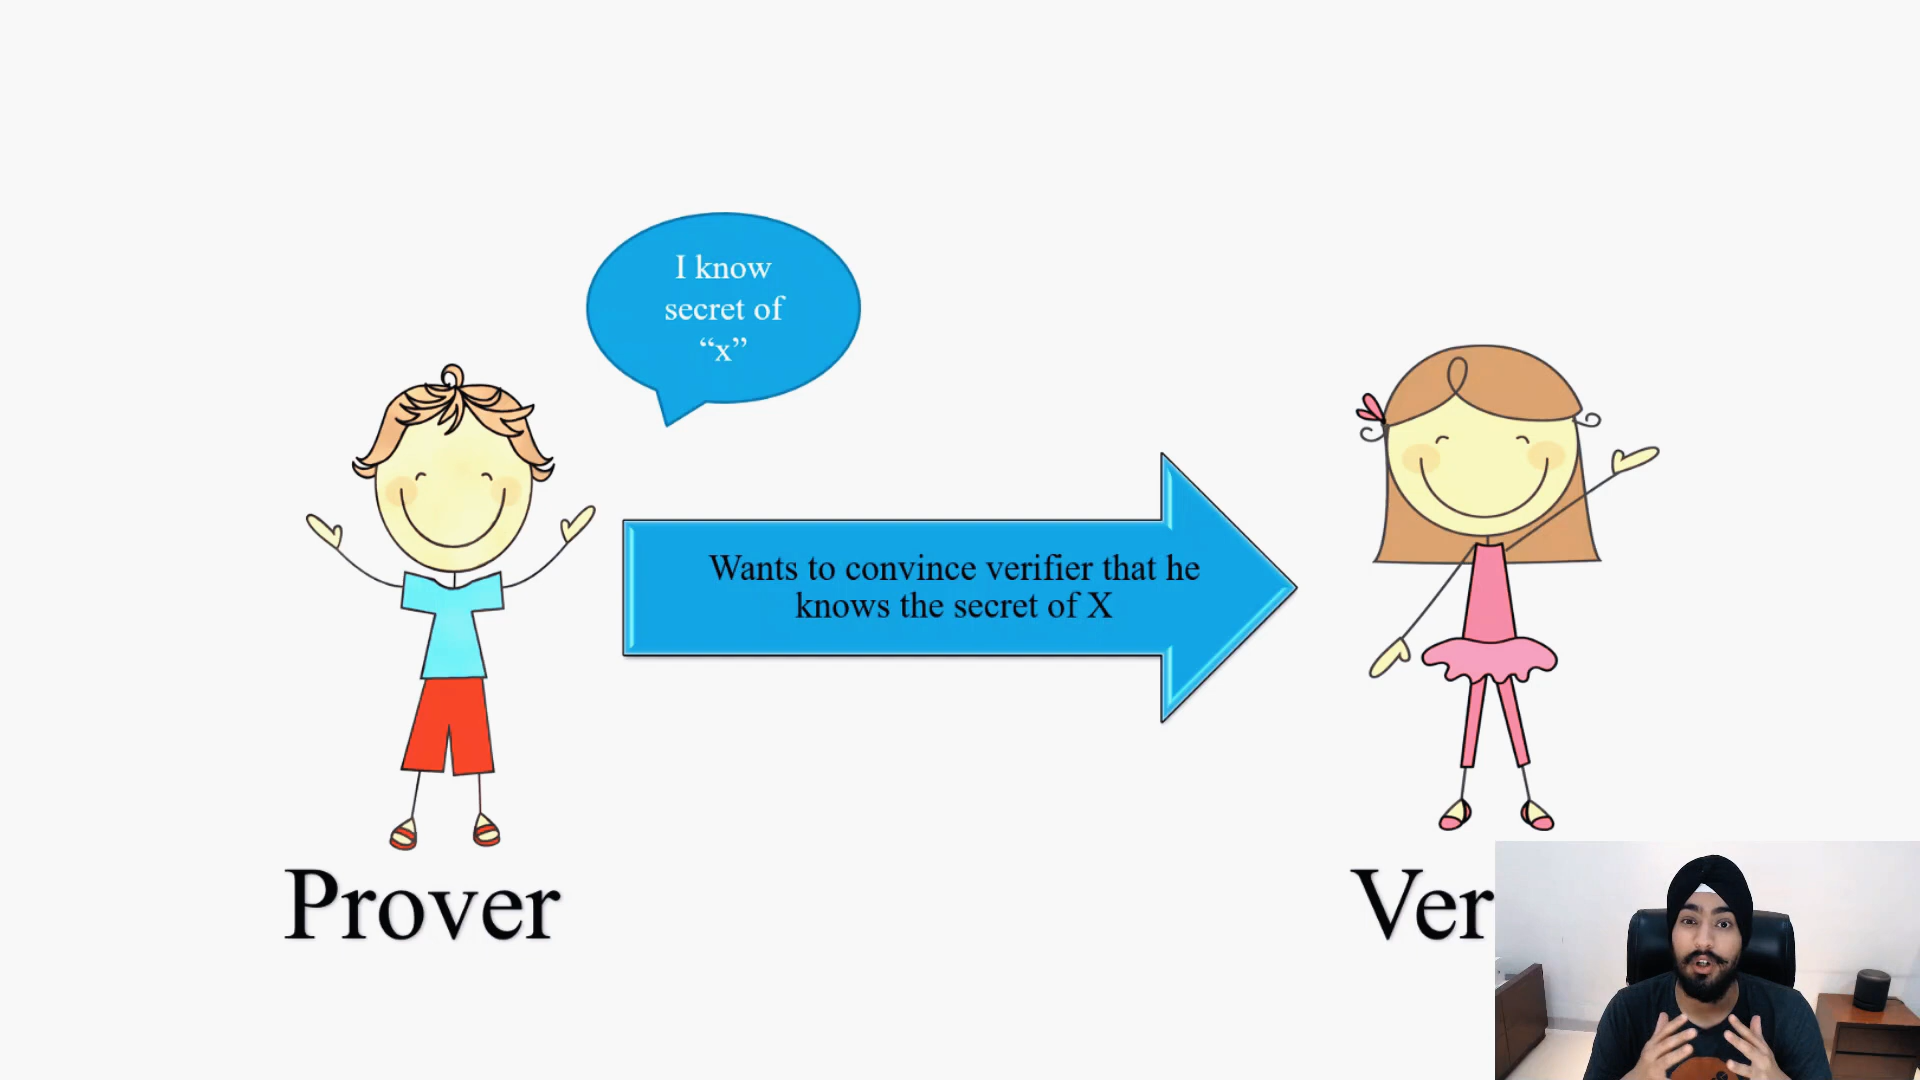 I know
secret of
“x”
Wants to convince verifier that he
knows the secret of X
Prover
Ver